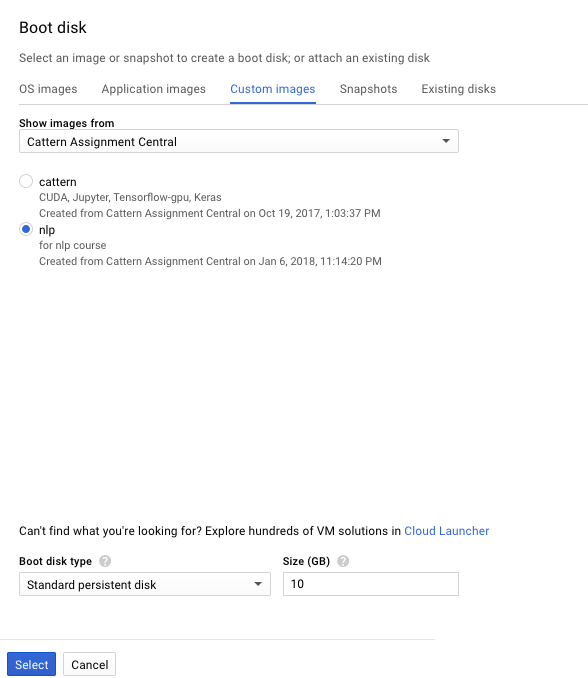 Boot disk
Select an image or snapshot to create a boot disk; or attach an existing disk
OS images Application images Custom images Snapshots Existing disks
Show images from
Cattern Assignment Central
cattern
CUDA, Jupyter, Tensorflow-gpu, Keras
Created from Cattern Assignment Central on Oct 19, 2017, 1:03:37 PM
nlp
for nlp course
Created from Cattern Assignment Central on Jan 6, 2018, 11:14:20 PM
Can't find what you're looking for? Explore hundreds of VM solutions in Cloud Launcher
Boot disk type ? Size (GB) ?
Standard persistent disk 10
Select Cancel